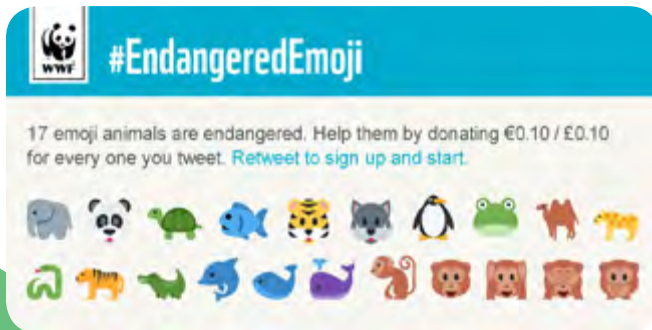 WWF
#EndangeredEmoji
17 emoji animals are endangered. Help them by donating €0.10 / £0.10
for every one you tweet. Retweet to sign up and start.